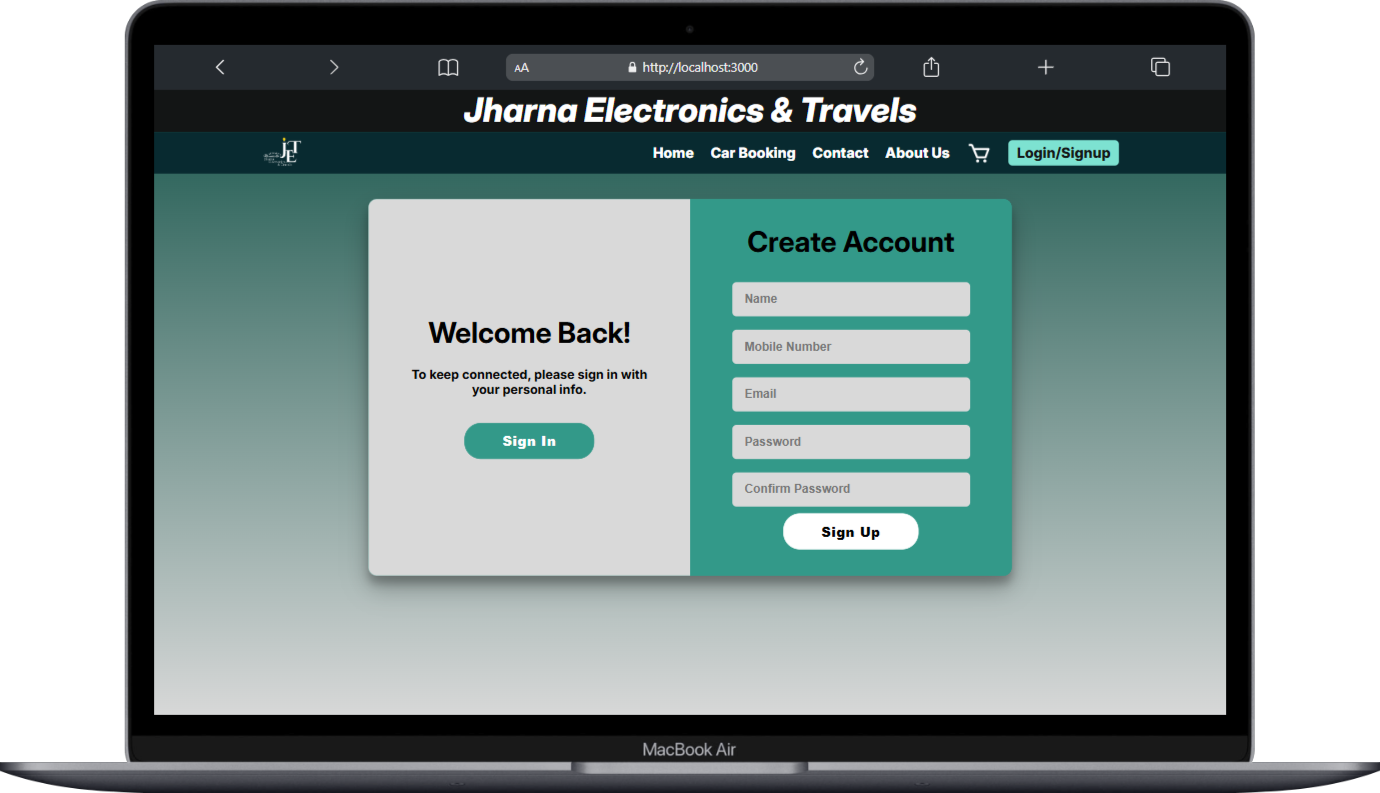 AA http://localhost:3000
Jharna Electronics & Travels
JET Home Car Booking Contact About Us Login/Signup
Welcome Back!
To keep connected, please sign in with
your personal info.
Sign In
Create Account
Name
Mobile Number
Email
Password
Confirm Password
Sign Up
MacBook Air